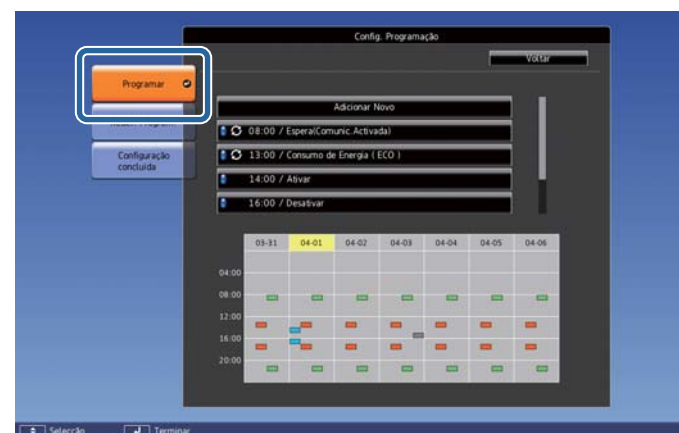 Config. Programação
Voltar
Programar
Adicionar Novo
08:00 / Espera(Comunic. Activada)
Configuração
concluída
13:00 / Consumo de Energia ( ECO )
14:00 / Ativar
16:00 / Desativar
03-31 04-01 04-02 04-03 04-04 04-05 04-06
04:00
08:00
12:00
16:00
20:00
Selecção Terminar